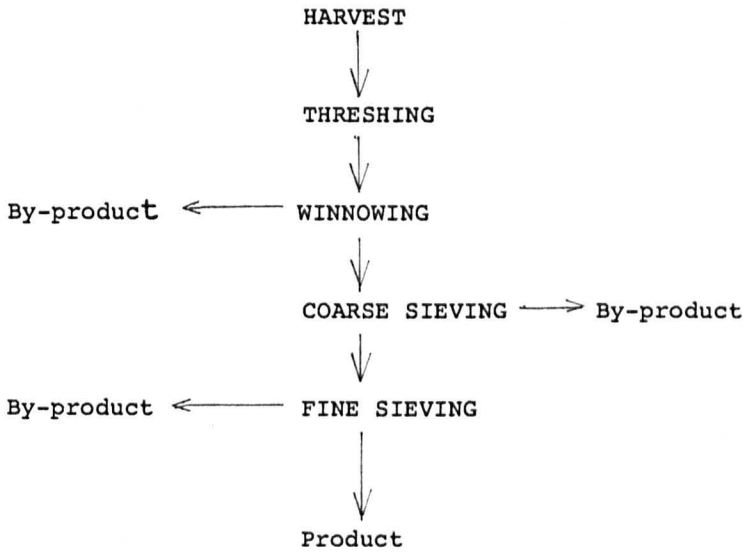 HARVEST
THRESHING
By-product WINNOWING
COARSE SIEVING By-product
By-product FINE SIEVING
Product